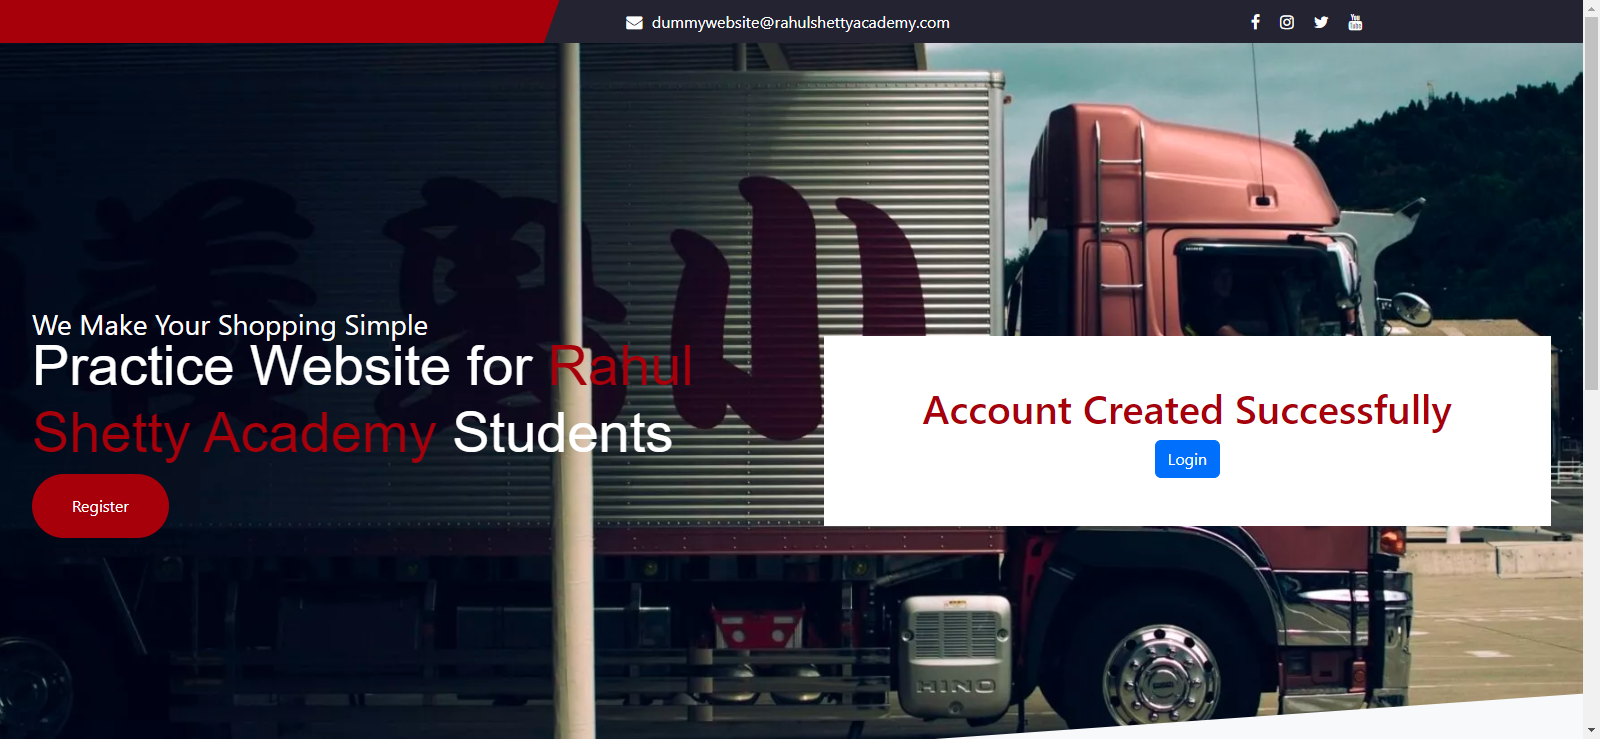 dummywebsite@rahulshettyacademy.com
We Make Your Shopping Simple
Practice Website for Rahul
Shetty Academy Students
Register
Account Created Successfully
Login
HINO